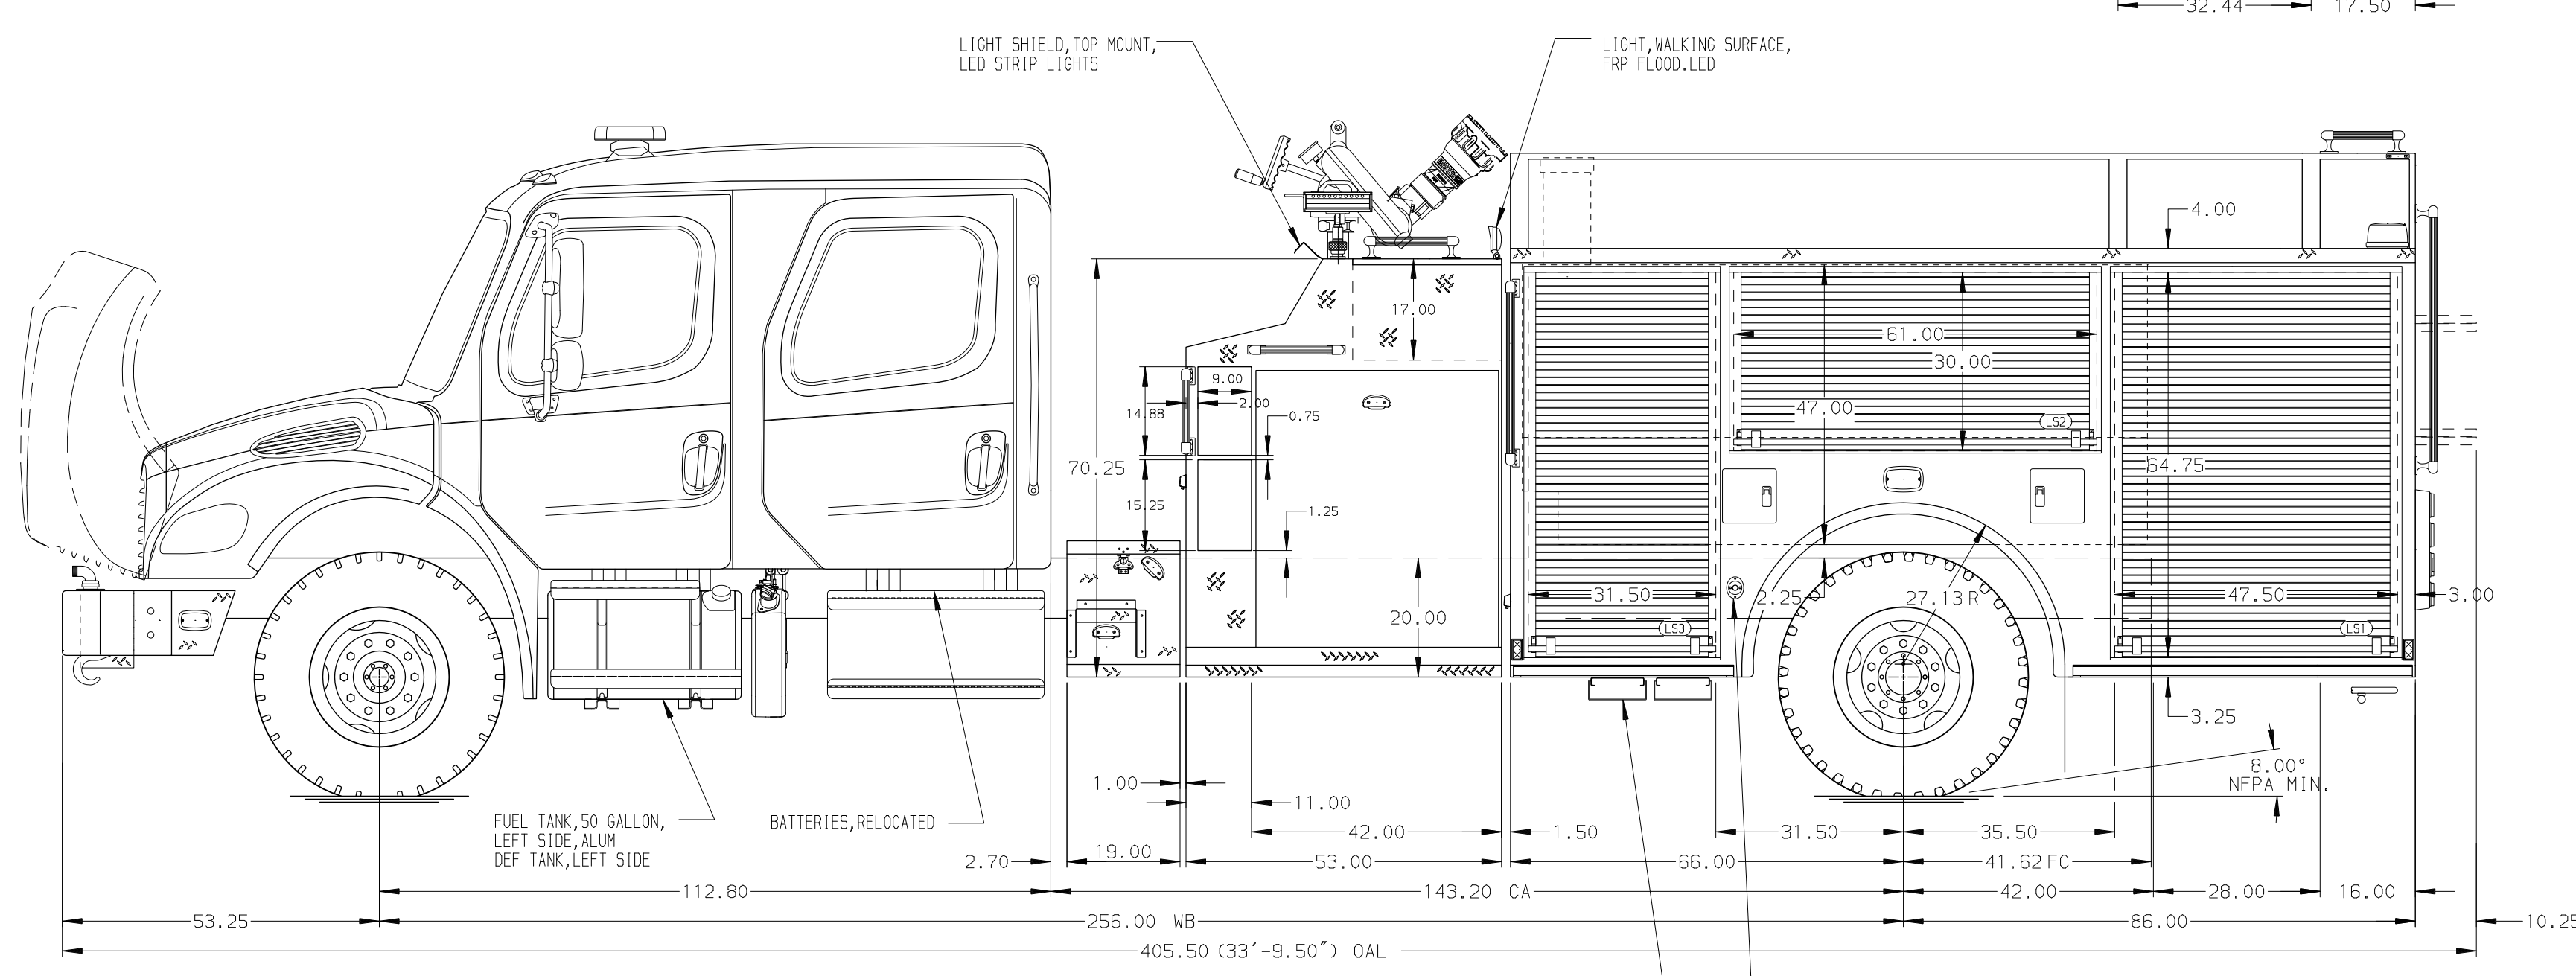 32.44
17.50
LIGHT SHIELD,TOP MOUNT,
LED STRIP LIGHTS
LIGHT,WALKING SURFACE,
FRP FLOOD.LED
4.00
17.00
61.00
30.00
9.00
2.00
14.88
0.75
47.00
LS2
70.25
64.75
15.25
1.25
31.50
2.25
27.13 R
47.50
3.00
20.00
LS3
LS1
3.25
8.00°
NFPA MIN.
1.00
11.00
FUEL TANK,50 GALLON,
LEFT SIDE,ALUM
DEF TANK,LEFT SIDE
BATTERIES,RELOCATED
42.00
1.50
31.50
35.50
2.70
19.00
53.00
66.00
41.62 FC
112.80
143.20 CA
42.00
28.00
16.00
53.25
256.00 WB
86.00
10.25
405.50 (33'-9.50") OAL